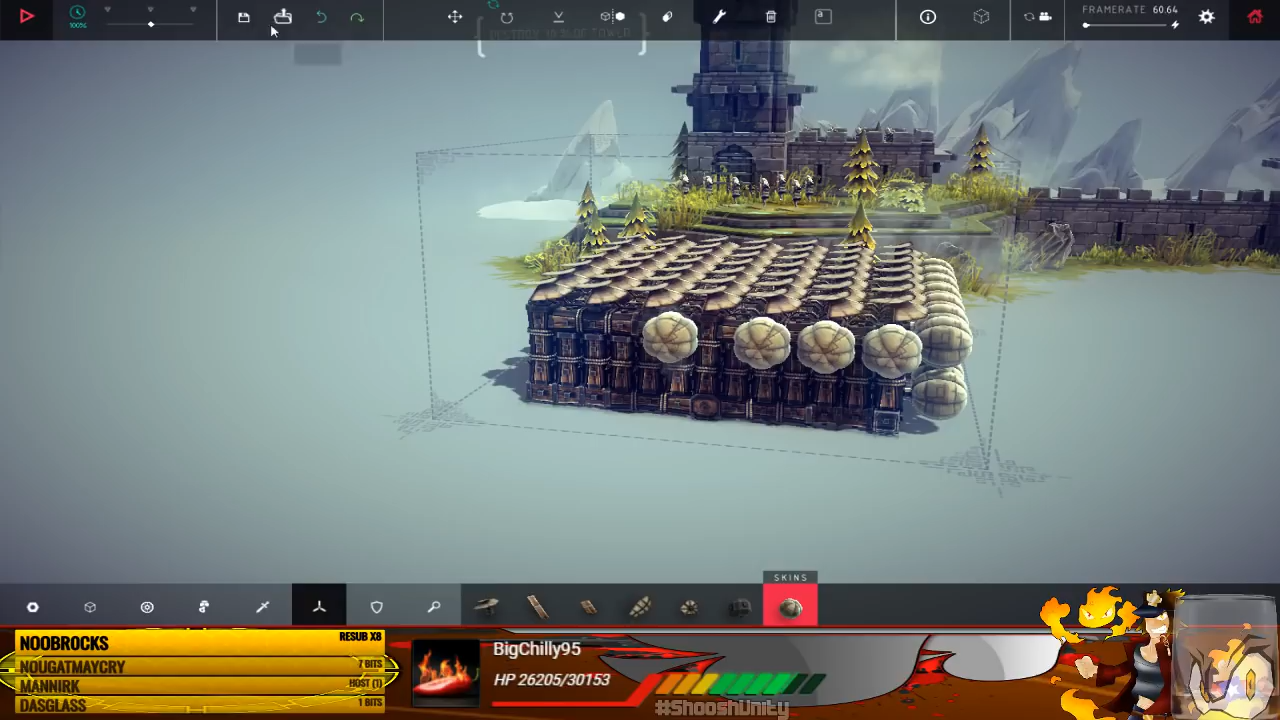 FRAMERATE 60.64
100%
a
SKINS
NOOBROCKS RESUB X8
NOUGATMAYCRY 7 BITS
MANNIRK HOST (1)
DASGLASS 1 BITS
BigChilly95
HP 26205/30153
#ShooshUnity